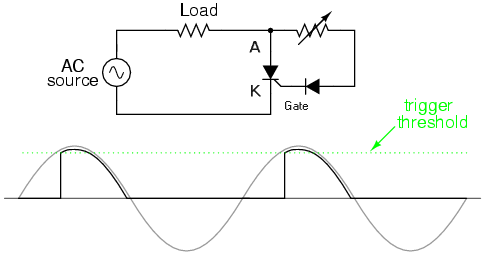 Load
A
AC
source
K
Gate
trigger
threshold